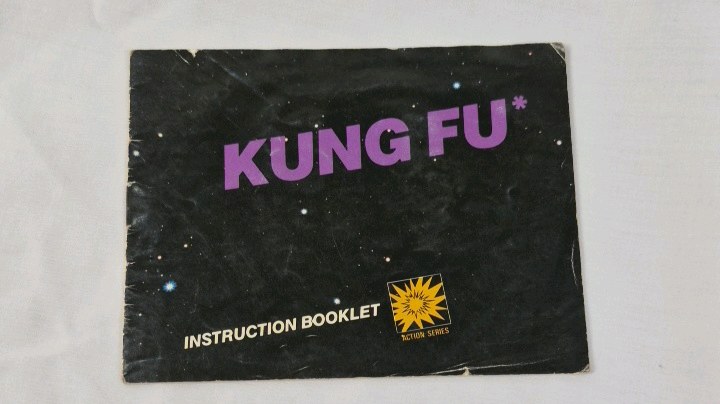 KUNG FU*
INSTRUCTION BOOKLET
ACTION SERIES